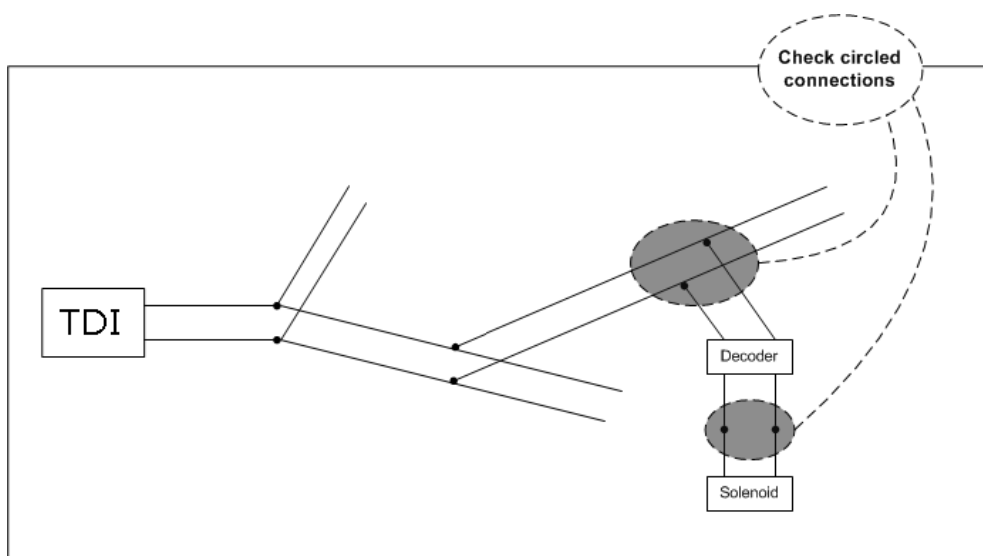 Check circled
connections
TDI
Decoder
Solenoid